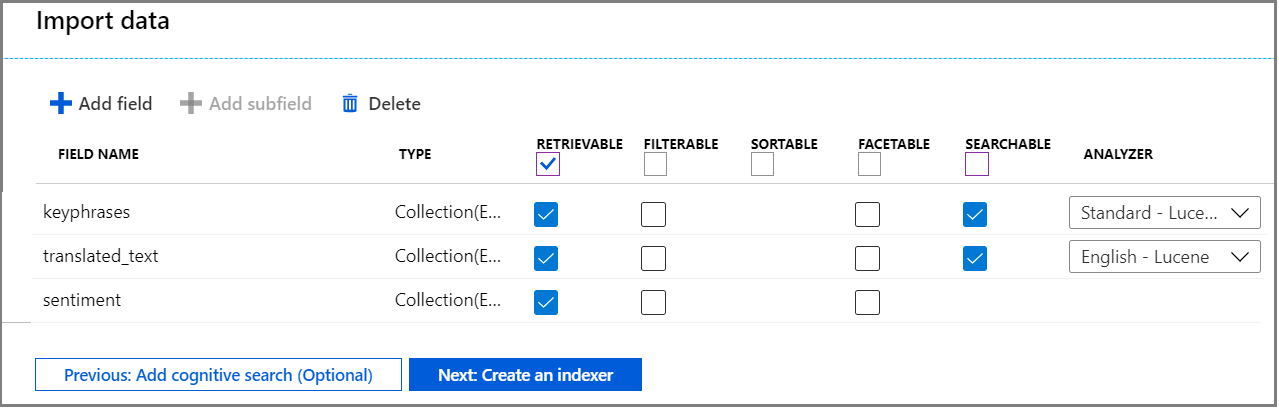 Import data
Add field Add subfield Delete
FIELD NAME TYPE RETRIEVABLE FILTERABLE SORTABLE FACETABLE SEARCHABLE ANALYZER
keyphrases Collection(E... Standard - Luce...
translated_text Collection(E... English - Lucene
sentiment Collection(E...
Previous: Add cognitive search (Optional) Next: Create an indexer